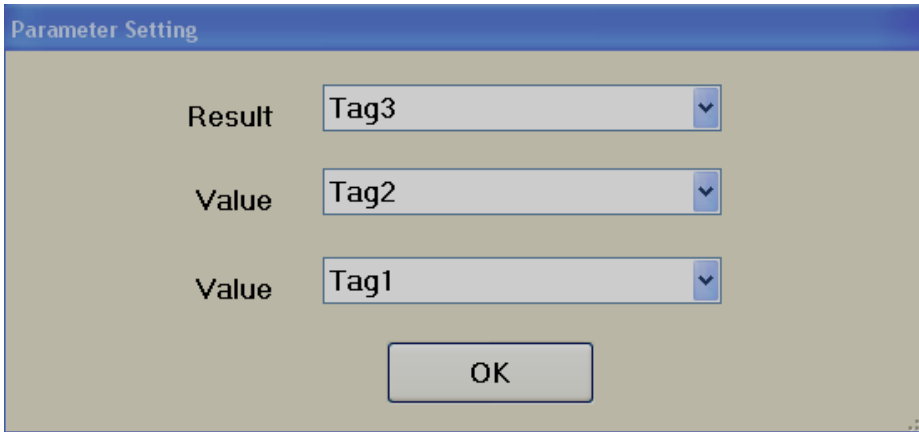 Parameter Setting
Result Tag3
Value Tag2
Value Tag1
OK